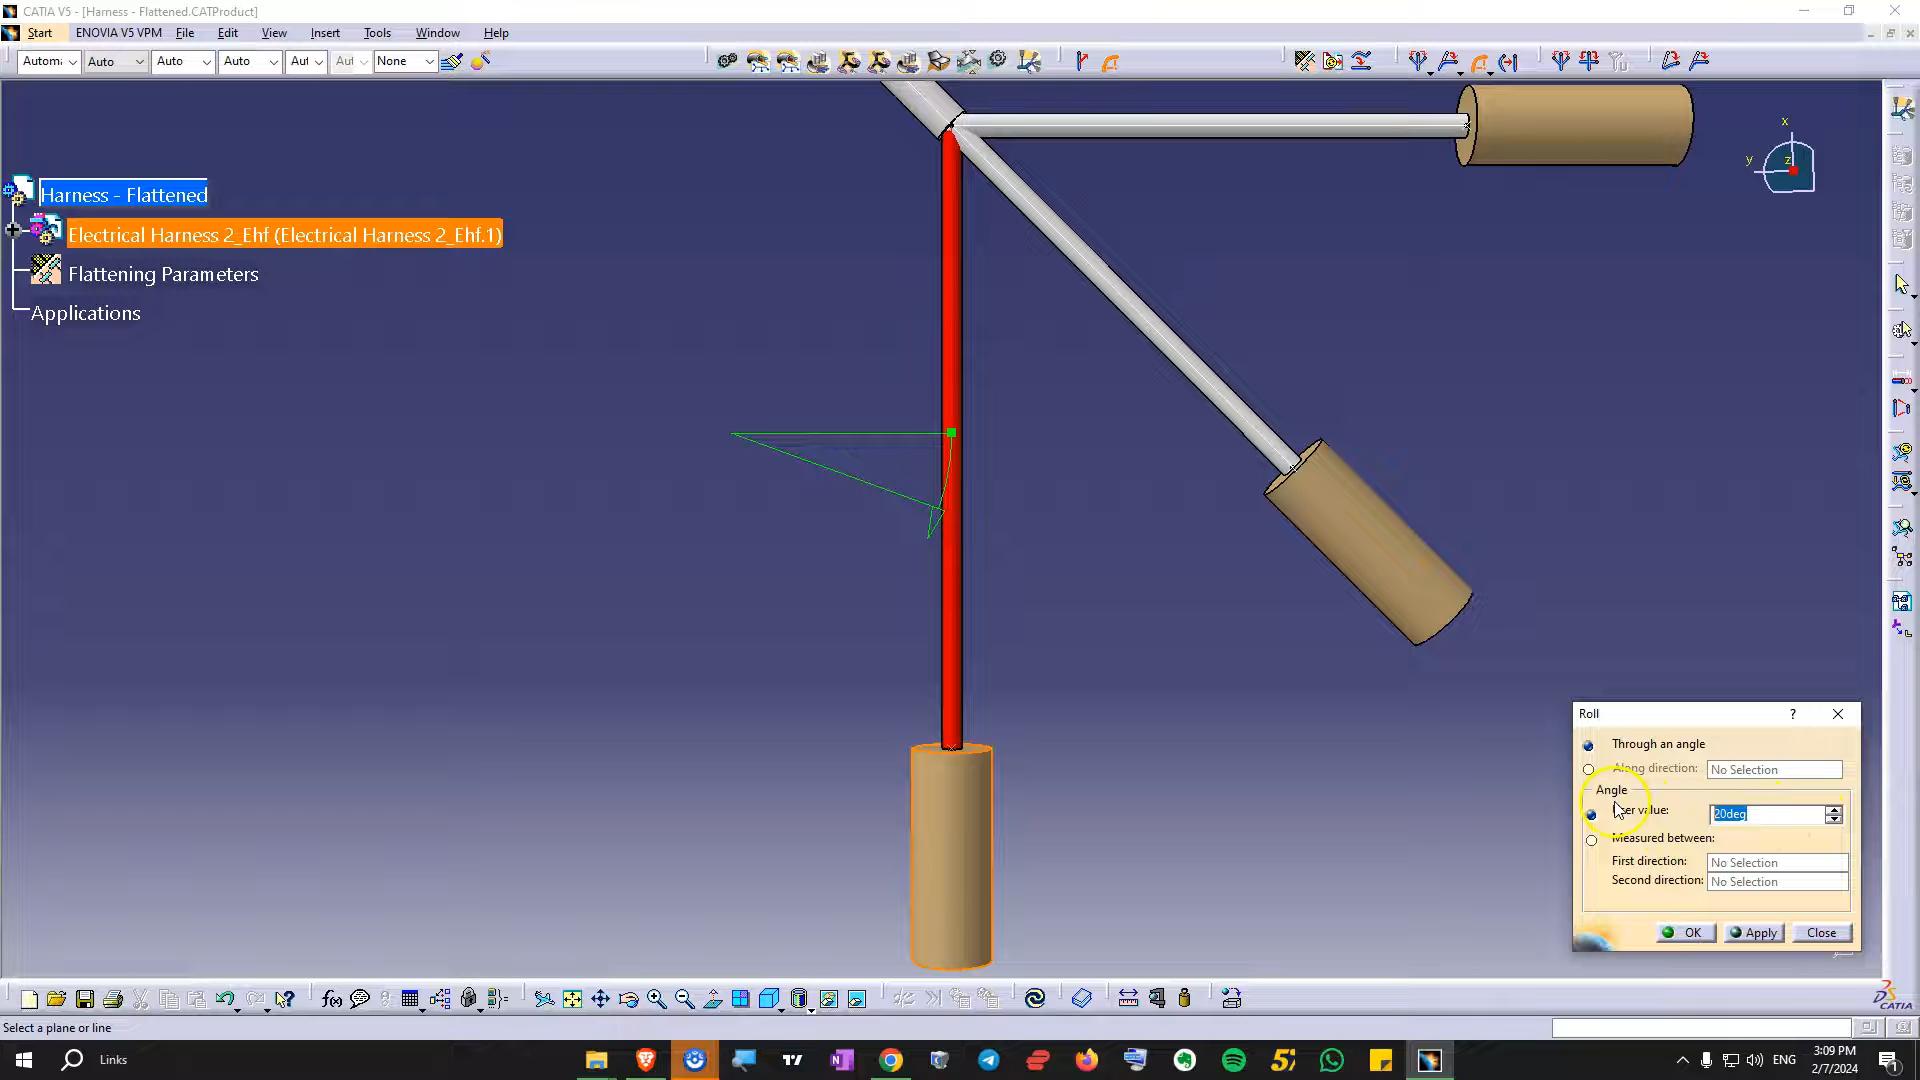 CATIA V5 - [Harness - Flattened.CATProduct]
Start ENOVIA V5 VPM File Edit View Insert Tools Window Help
Auto Auto Auto Aut None
x
y
z
Harness - Flattened
Electrical Harness 2_Ehf (Electrical Harness 2_Ehf.1)
Flattening Parameters
Applications
Roll
?
Through an angle
Along direction: No Selection
Angle
value: 20deg
Measured between:
First direction: No Selection
Second direction: No Selection
OK Apply Close
CATIA
Select a plane or line
Links
ENG
3:09 PM
2/7/2024